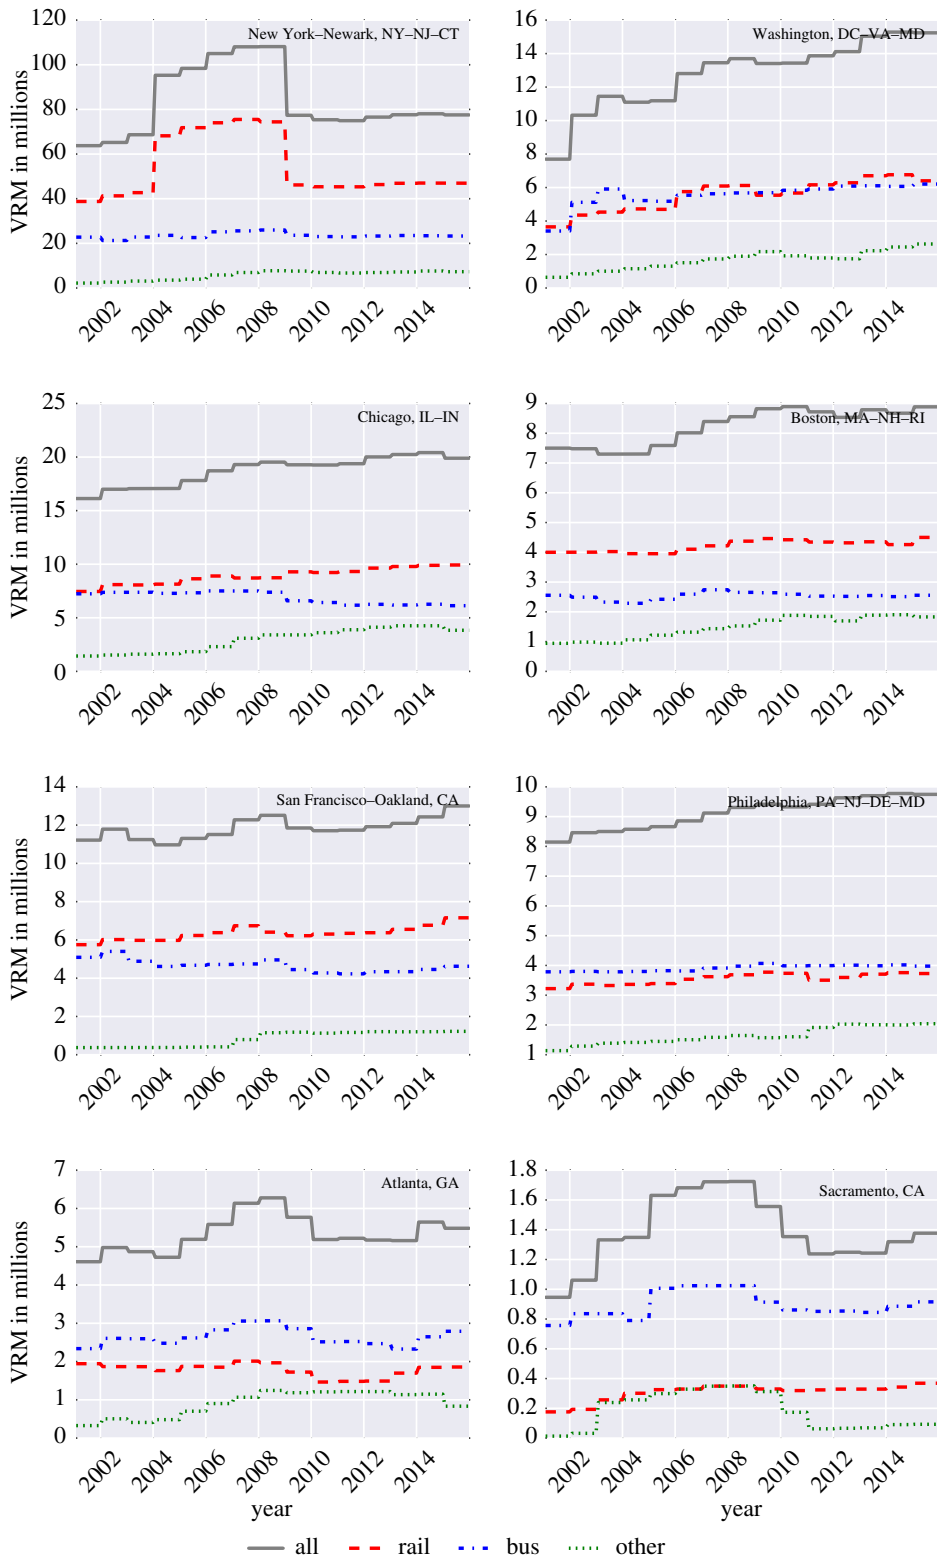 New York–Newark, NY–NJ–CT
VRM in millions
120
100
80
60
40
20
0
2002 2004 2006 2008 2010 2012 2014
Washington, DC–VA–MD
16
14
12
10
8
6
4
2
0
2002 2004 2006 2008 2010 2012 2014
Chicago, IL–IN
VRM in millions
25
20
15
10
5
0
2002 2004 2006 2008 2010 2012 2014
Boston, MA–NH–RI
9
8
7
6
5
4
3
2
1
0
2002 2004 2006 2008 2010 2012 2014
San Francisco–Oakland, CA
VRM in millions
14
12
10
8
6
4
2
0
2002 2004 2006 2008 2010 2012 2014
Philadelphia, PA–NJ–DE–MD
10
9
8
7
6
5
4
3
2
1
2002 2004 2006 2008 2010 2012 2014
Atlanta, GA
VRM in millions
7
6
5
4
3
2
1
0
2002 2004 2006 2008 2010 2012 2014
year
Sacramento, CA
1.8
1.6
1.4
1.2
1.0
0.8
0.6
0.4
0.2
0
2002 2004 2006 2008 2010 2012 2014
year
all rail bus other